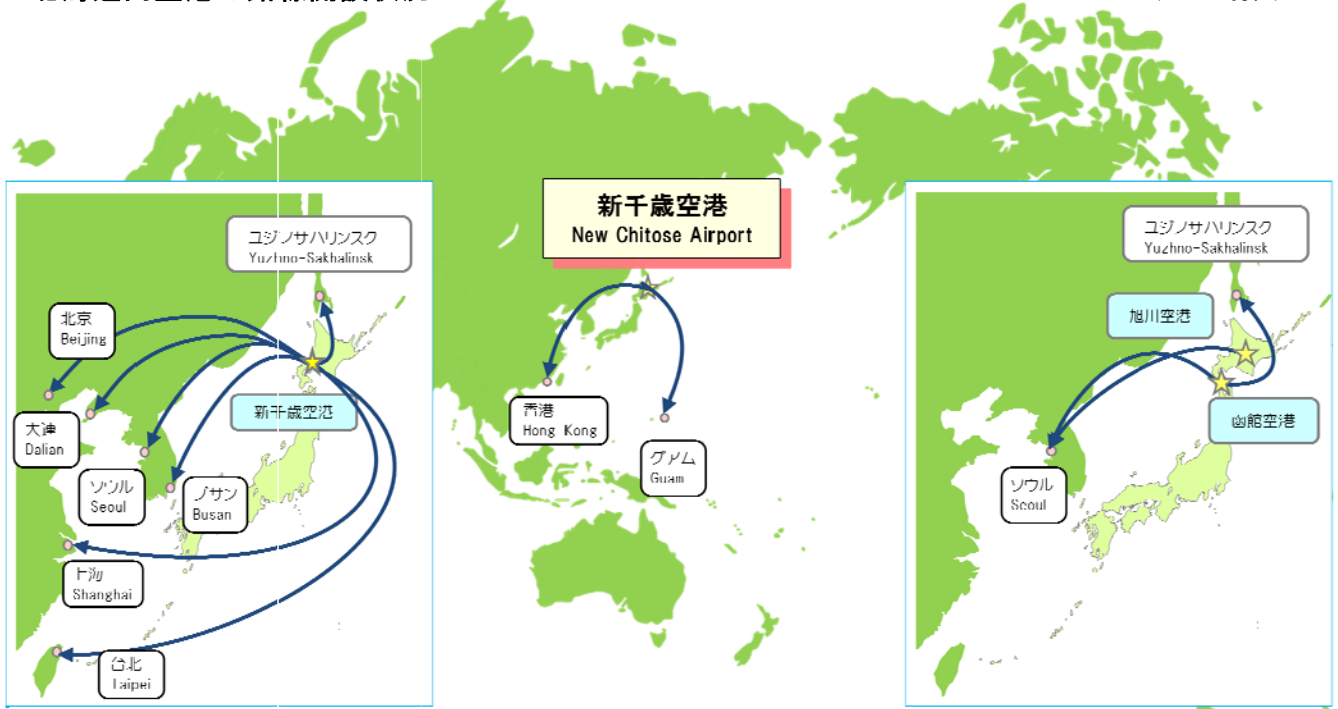 新千歳空港
New Chitose Airport
ユジノサハリンスク
Yuzhno-Sakhalinsk
北京
Beijing
新千歳空港
大連
Dalian
ソウル
Seoul
プサン
Busan
上海
Shanghai
台北
Taipei
香港
Hong Kong
グアム
Guam
ユジノサハリンスク
Yuzhno-Sakhalinsk
旭川空港
函館空港
ソウル
Seoul